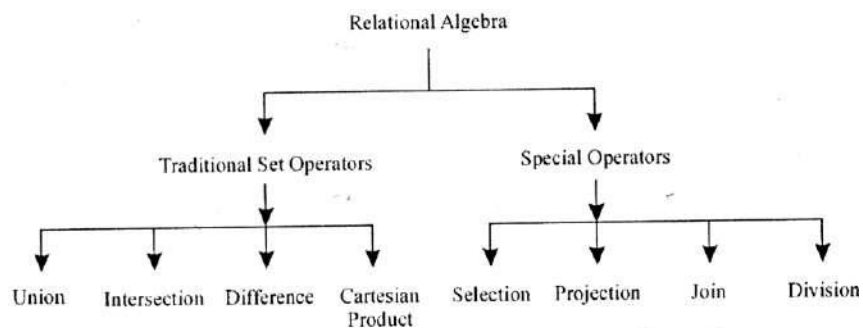 Relational Algebra
Traditional Set Operators
Special Operators
Union
Intersection
Difference
Cartesian
Product
Selection
Projection
Join
Division